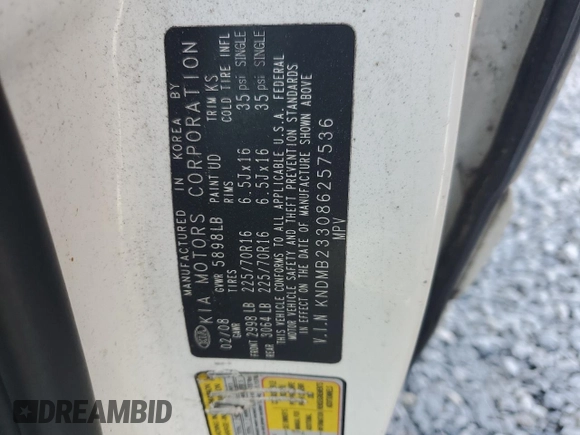 MANUFACTURED IN KOREA BY
KIA KIA MOTORS CORPORATION
02/08 GVWR 5898LB PAINT UD TRIM KS
GAWR TIRES RIMS COLD TIRE INFL
FRONT 2998 LB 225/70R16 6.5Jx16 35 psi SINGLE
REAR 3064 LB 225/70R16 6.5Jx16 35 psi SINGLE
THIS VEHICLE CONFORMS TO ALL APPLICABLE U.S.A. FEDERAL
MOTOR VEHICLE SAFETY AND THEFT PREVENTION STANDARDS
IN EFFECT ON THE DATE OF MANUFACTURE SHOWN ABOVE
V.I.N KNDMB233086257536
MPV
DREAMBID